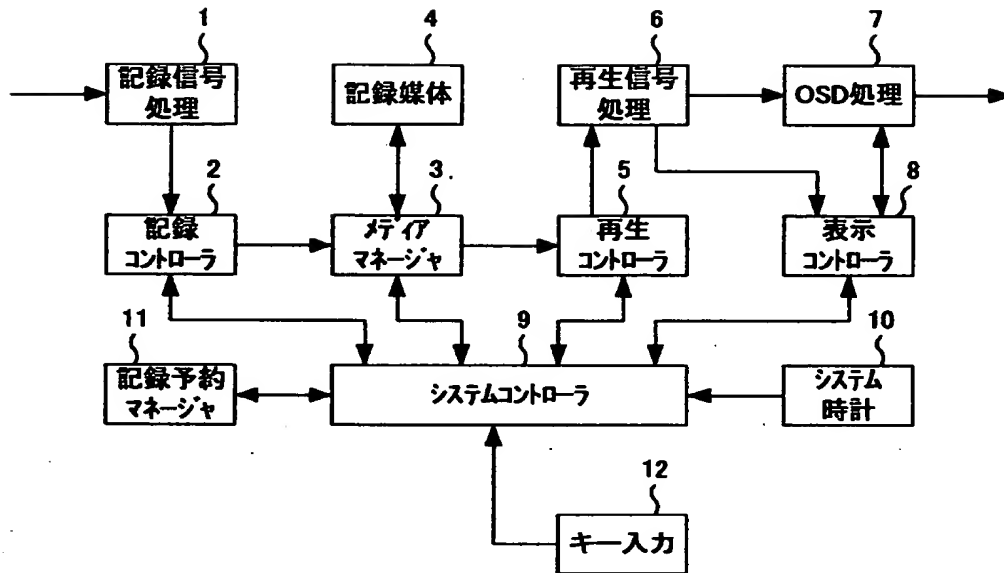 1
4
6
7
記録信号
処理
記録媒体
再生信号
処理
OSD処理
2
3
5
8
記録
コントローラ
メディア
マネージャ
再生
コントローラ
表示
コントローラ
11
9
10
記録予約
マネージャ
システムコントローラ
システム
時計
12
キー入力